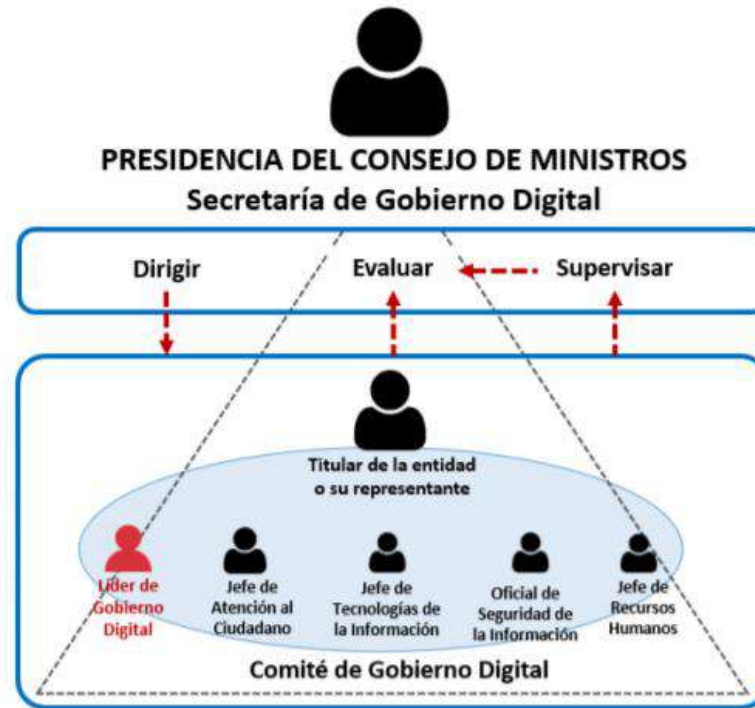 PRESIDENCIA DEL CONSEJO DE MINISTROS
Secretaría de Gobierno Digital
Dirigir
Evaluar
Supervisar
Titular de la entidad
o su representante
Líder de
Gobierno
Digital
Jefe de
Atención al
Ciudadano
Jefe de
Tecnologías de
la Información
Oficial de
Seguridad de
la Información
Jefe de
Recursos
Humanos
Comité de Gobierno Digital